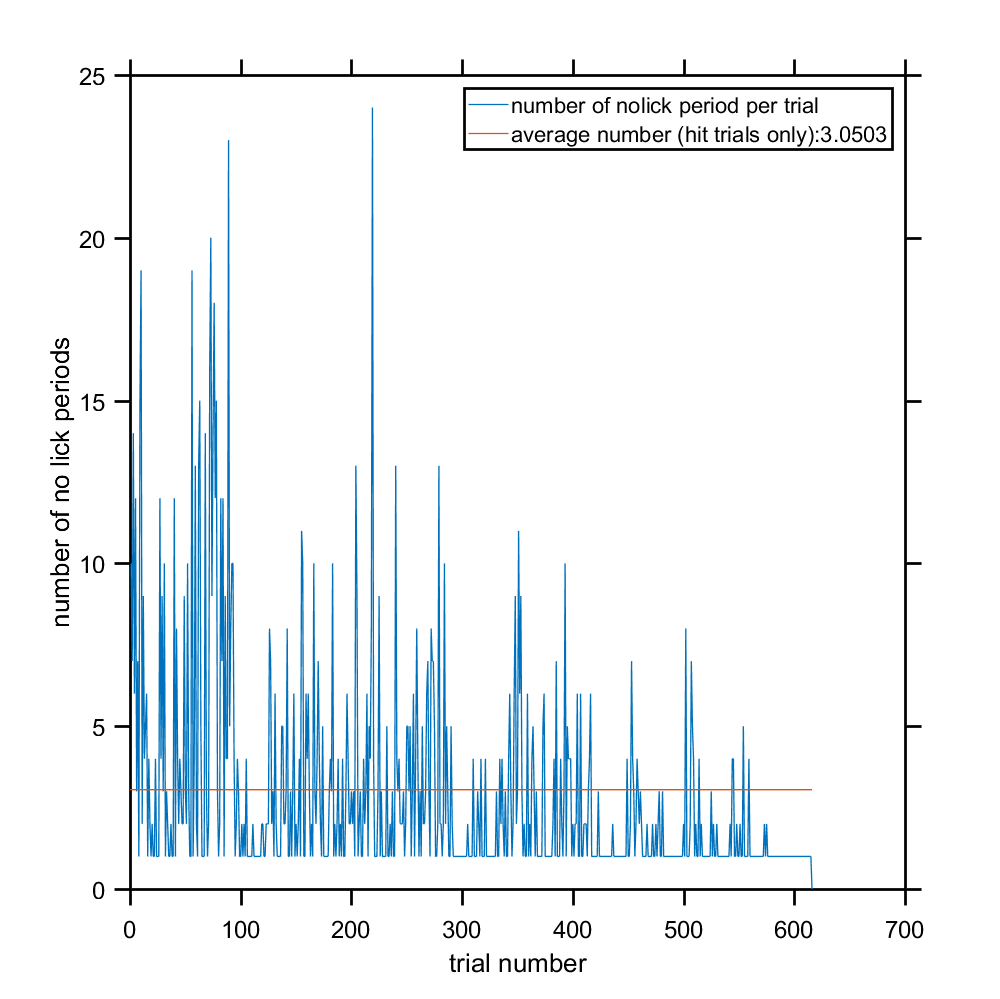 25
20
15
10
5
0
number of no lick periods
number of nolick period per trial
average number (hit trials only):3.0503
0 100 200 300 400 500 600 700
trial number